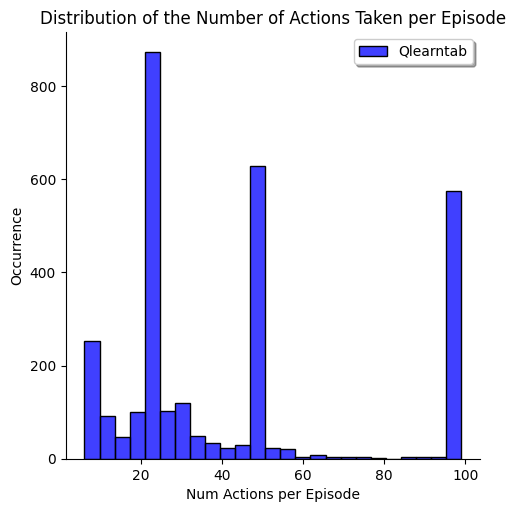 Distribution of the Number of Actions Taken per Episode
Qlearntab
800
600
400
200
0
Occurrence
20 40 60 80 100
Num Actions per Episode